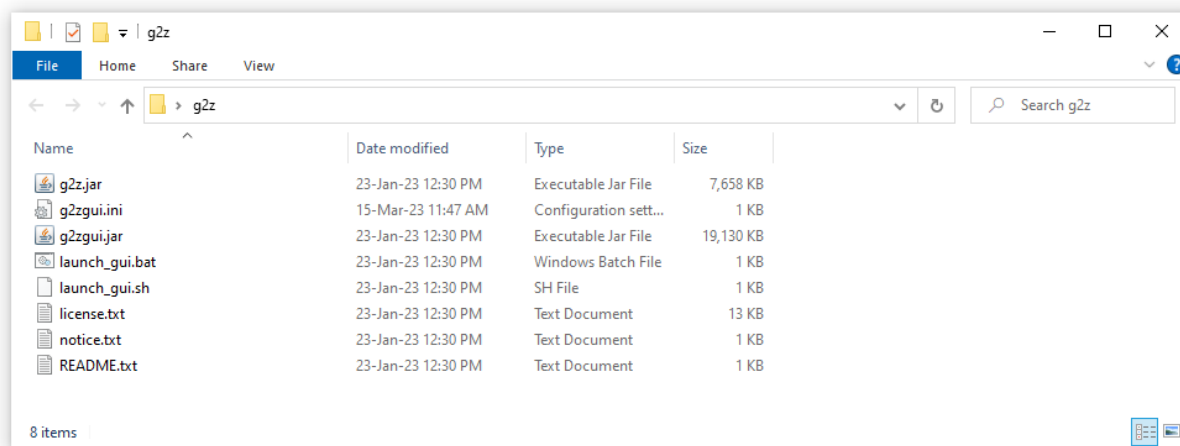 g2z
File Home Share View ?
g2z Search g2z
Name Date modified Type Size
g2z.jar 23-Jan-23 12:30 PM Executable Jar File 7,658 KB
g2zgui.ini 15-Mar-23 11:47 AM Configuration sett... 1 KB
g2zgui.jar 23-Jan-23 12:30 PM Executable Jar File 19,130 KB
launch_gui.bat 23-Jan-23 12:30 PM Windows Batch File 1 KB
launch_gui.sh 23-Jan-23 12:30 PM SH File 1 KB
license.txt 23-Jan-23 12:30 PM Text Document 13 KB
notice.txt 23-Jan-23 12:30 PM Text Document 1 KB
README.txt 23-Jan-23 12:30 PM Text Document 1 KB
8 items